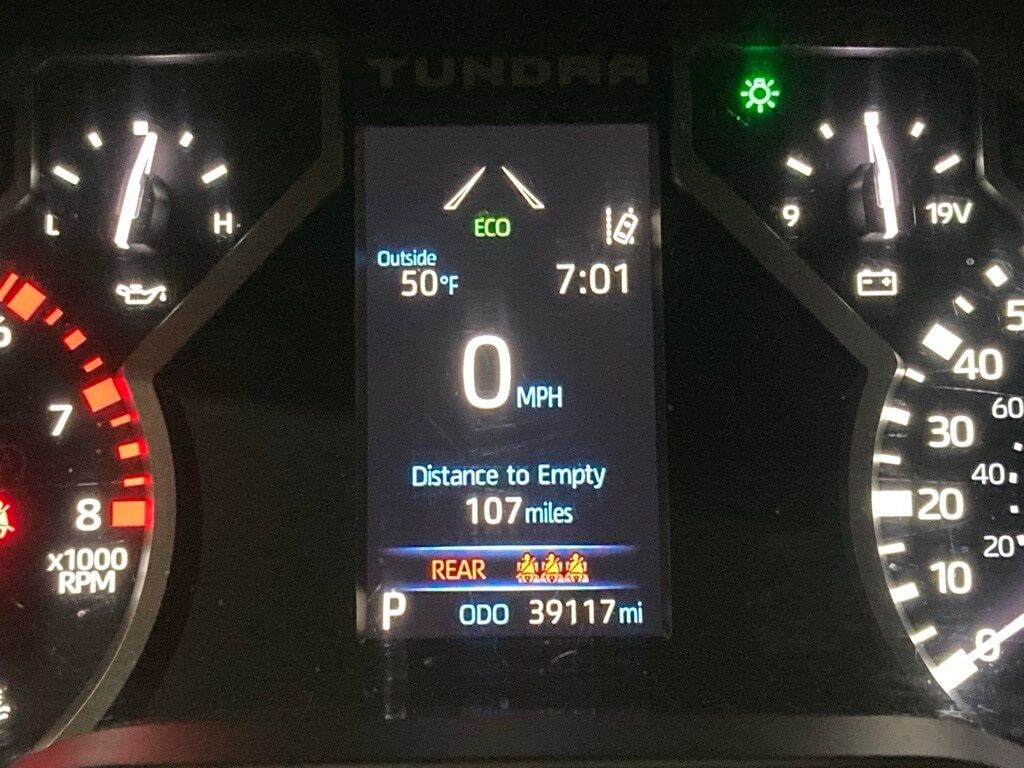 TUNDRA
L H
9 19V
ECO
Outside
50°F
7:01
0 MPH
Distance to Empty
107 miles
REAR
P ODO 39117 mi
6
7
8
x1000
RPM
40
30
20
10
0
60
40
20